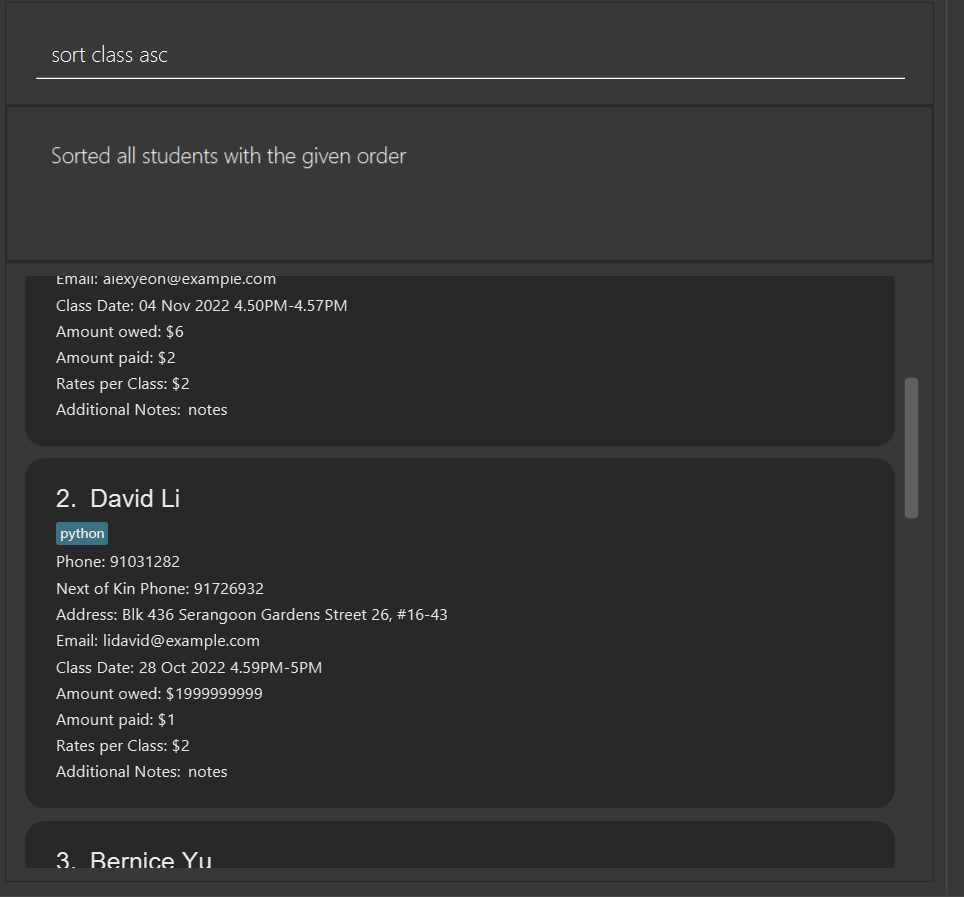 sort class asc
Sorted all students with the given order
Email: alexyeon@example.com
Class Date: 04 Nov 2022 4.50PM-4.57PM
Amount owed: $6
Amount paid: $2
Rates per Class: $2
Additional Notes: notes
2. David Li
python
Phone: 91031282
Next of Kin Phone: 91726932
Address: Blk 436 Serangoon Gardens Street 26, #16-43
Email: lidavid@example.com
Class Date: 28 Oct 2022 4.59PM-5PM
Amount owed: $1999999999
Amount paid: $1
Rates per Class: $2
Additional Notes: notes
3. Bernice Yu